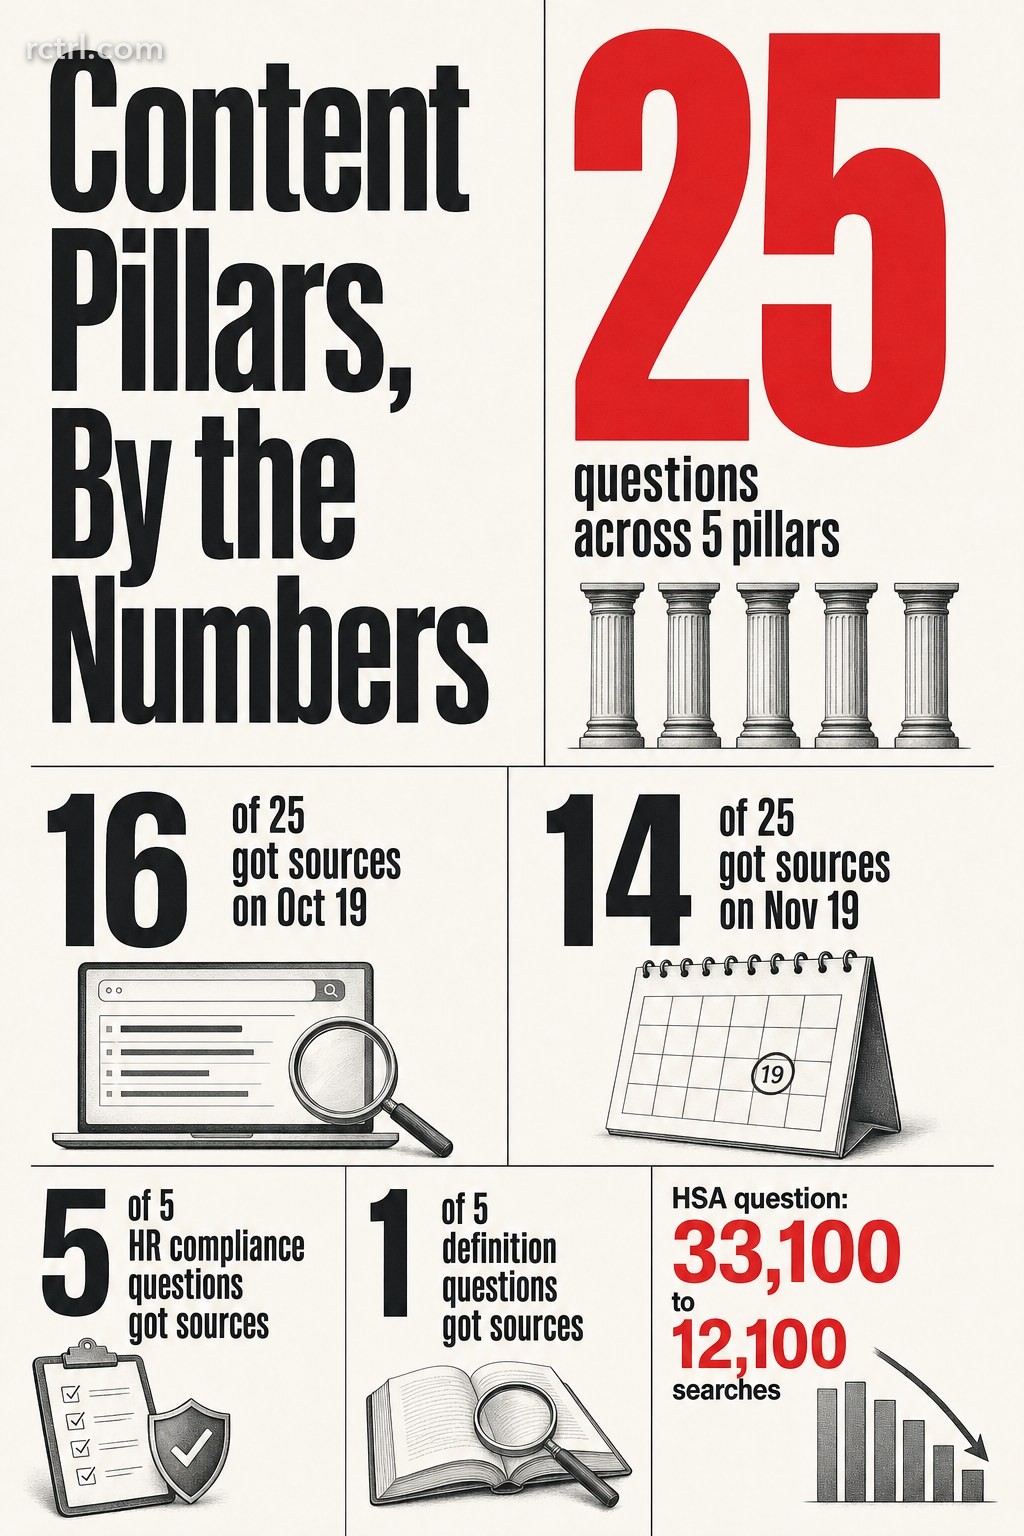 rctrl.com
Content
Pillars,
By the
Numbers
25
questions
across 5 pillars
16
of 25
got sources
on Oct 19
14
of 25
got sources
on Nov 19
19
5
of 5
HR compliance
questions
got sources
1
of 5
definition
questions
got sources
HSA question:
33,100
to
12,100
searches